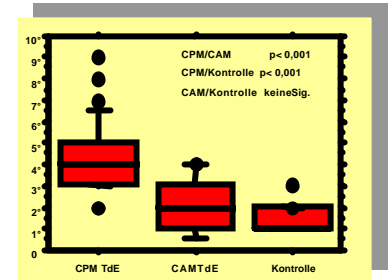 10°
9°
8°
7°
6°
5°
4°
3°
2°
1°
0
CPM/CAM p< 0,001
CPM/Kontrolle p< 0,001
CAM/Kontrolle keineSig.
CPM TdE CAMTdE Kontrolle